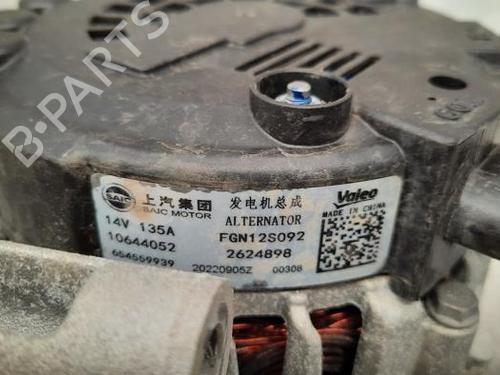 B-PARTS
SAIC 上汽集团 发电机总成 Valeo
SAIC MOTOR ALTERNATOR MADE IN CHINA
14V 135A FGN12S092
10644052 2624898
654559939 20220905Z 00308